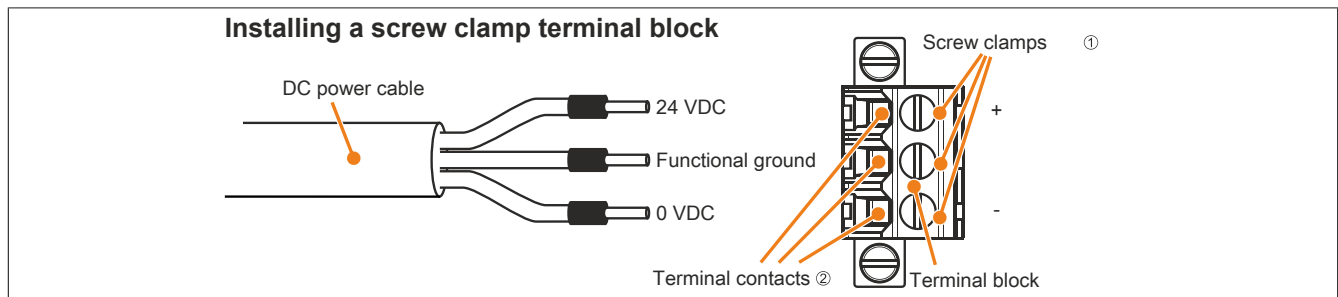 Installing a screw clamp terminal block
Screw clamps ①
DC power cable
24 VDC
+
Functional ground
0 VDC
-
Terminal contacts ②
Terminal block